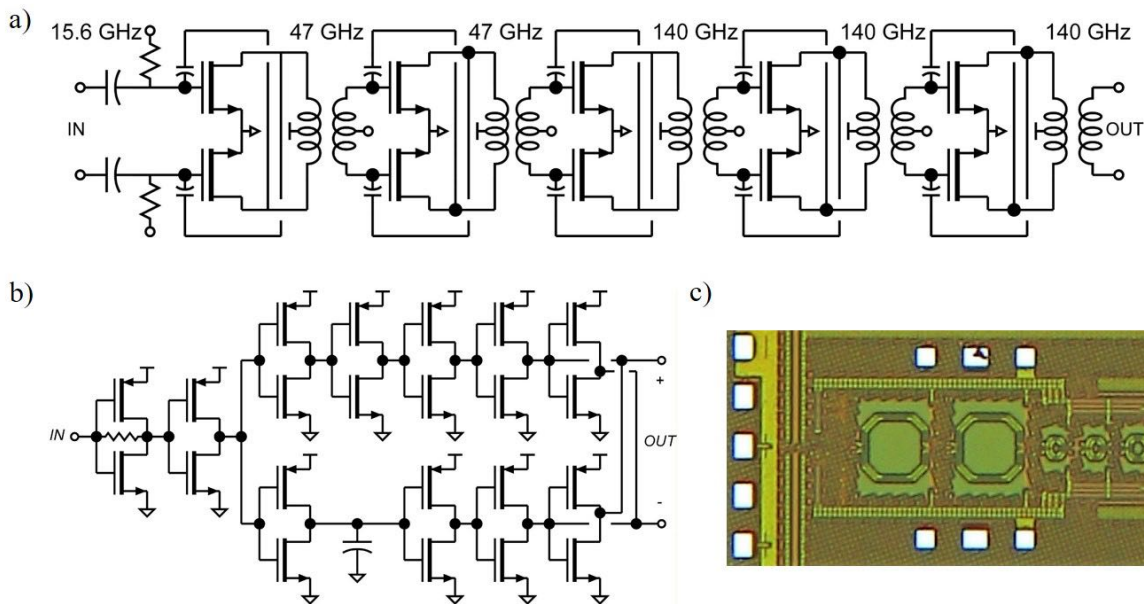 a)
15.6 GHz 47 GHz 47 GHz 140 GHz 140 GHz 140 GHz
IN
OUT
b)
IN
+
OUT
-
c)